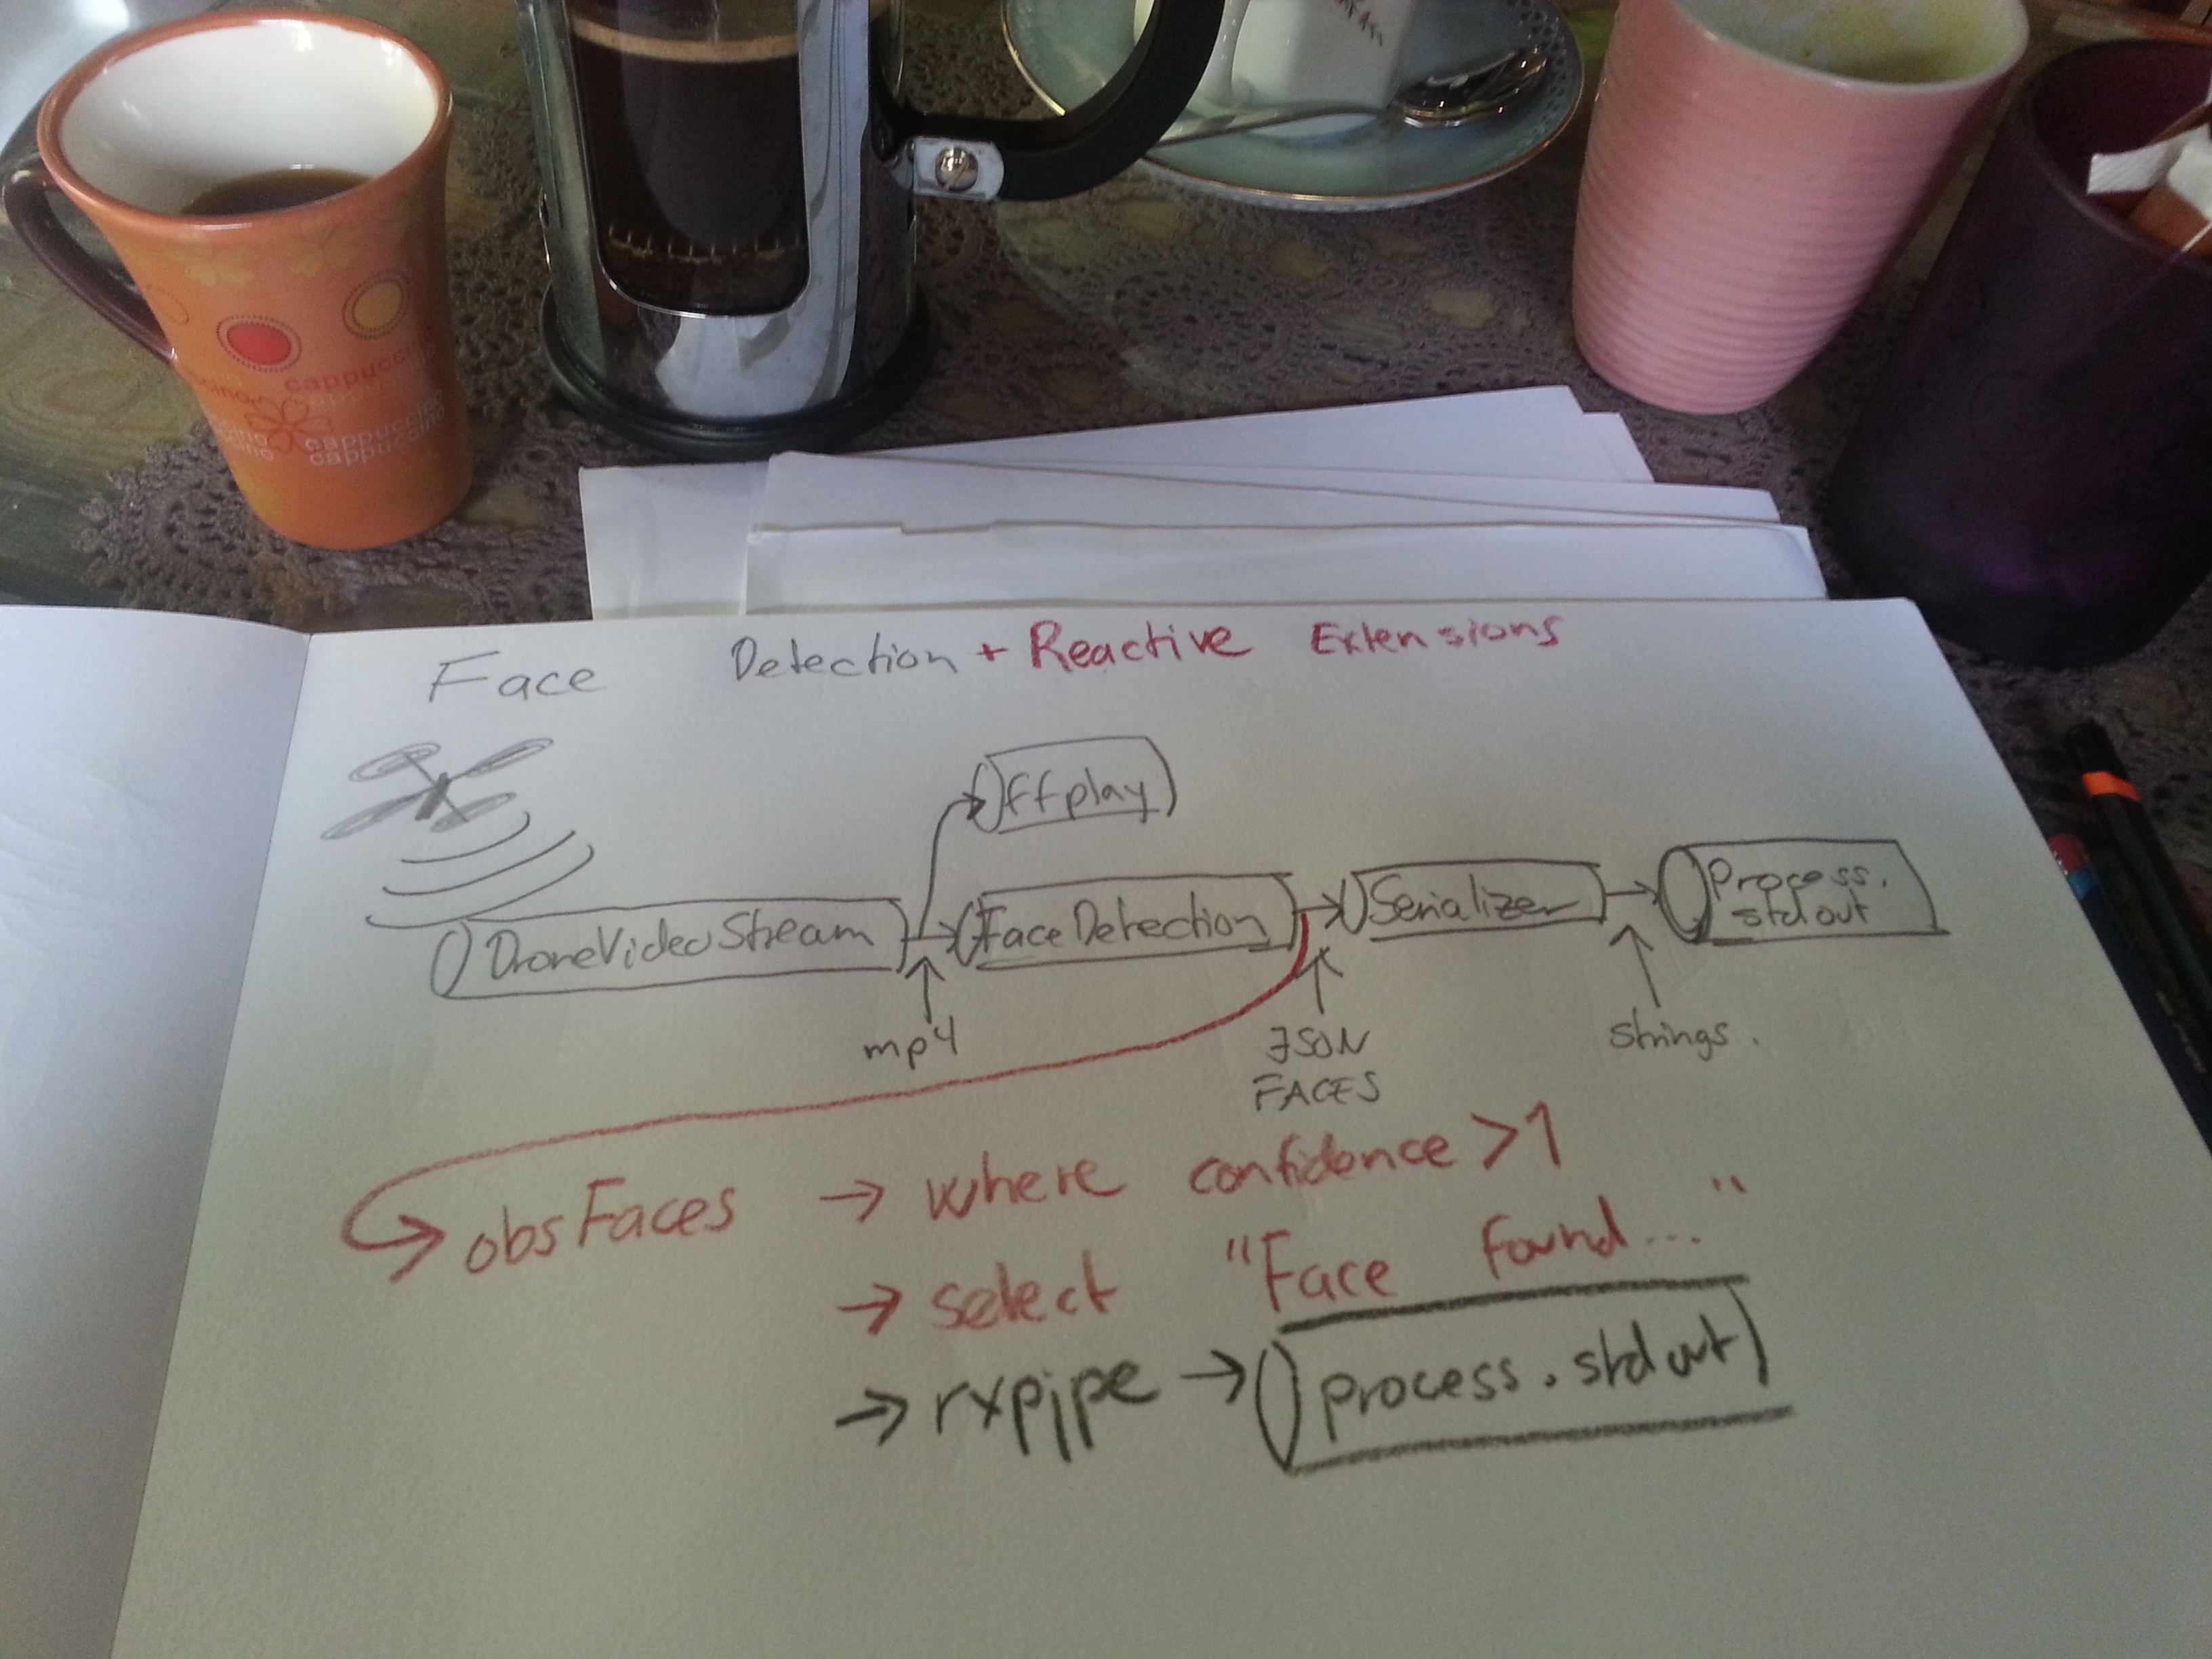 cappuccino
cappuccino
cappuccino
Face Detection + Reactive Extensions
ffplay
DroneVideoStream
FaceDetection
Serializer
Process.
stdout
mp4
JSON
FACES
strings.
obsFaces → where confidence > 1
→ select "Face found..."
→ rxpipe → process.stdout